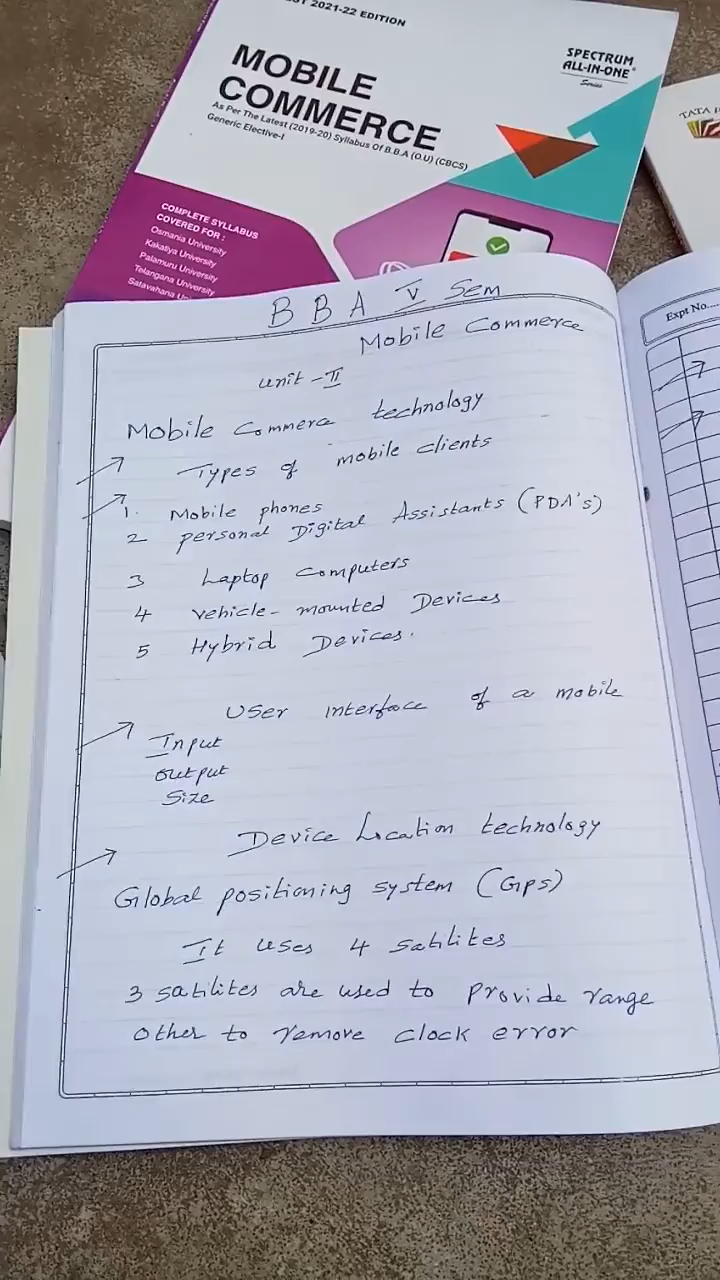 2021-22 EDITION
MOBILE
COMMERCE
As Per The Latest (2019-20) Syllabus Of B.B.A (O.U) (CBCS)
Generic Elective-I
SPECTRUM
ALL-IN-ONE
Series
COMPLETE SYLLABUS
COVERED FOR :
Osmania University
Kakatiya University
Palamuru University
Telangana University
Satavahana
TATA
Expt No...
BBA V Sem
Mobile Commerce
Unit - II
Mobile Commerce technology
Types of mobile clients
1. Mobile phones
2 personal Digital Assistants (PDA's)
3 Laptop Computers
4 vehicle-mounted Devices
5 Hybrid Devices.
User interface of a mobile
Input
output
Size
Device Location technology
Global positioning system (GPS)
It uses 4 satilites
3 satilites are used to provide range
other to remove clock error